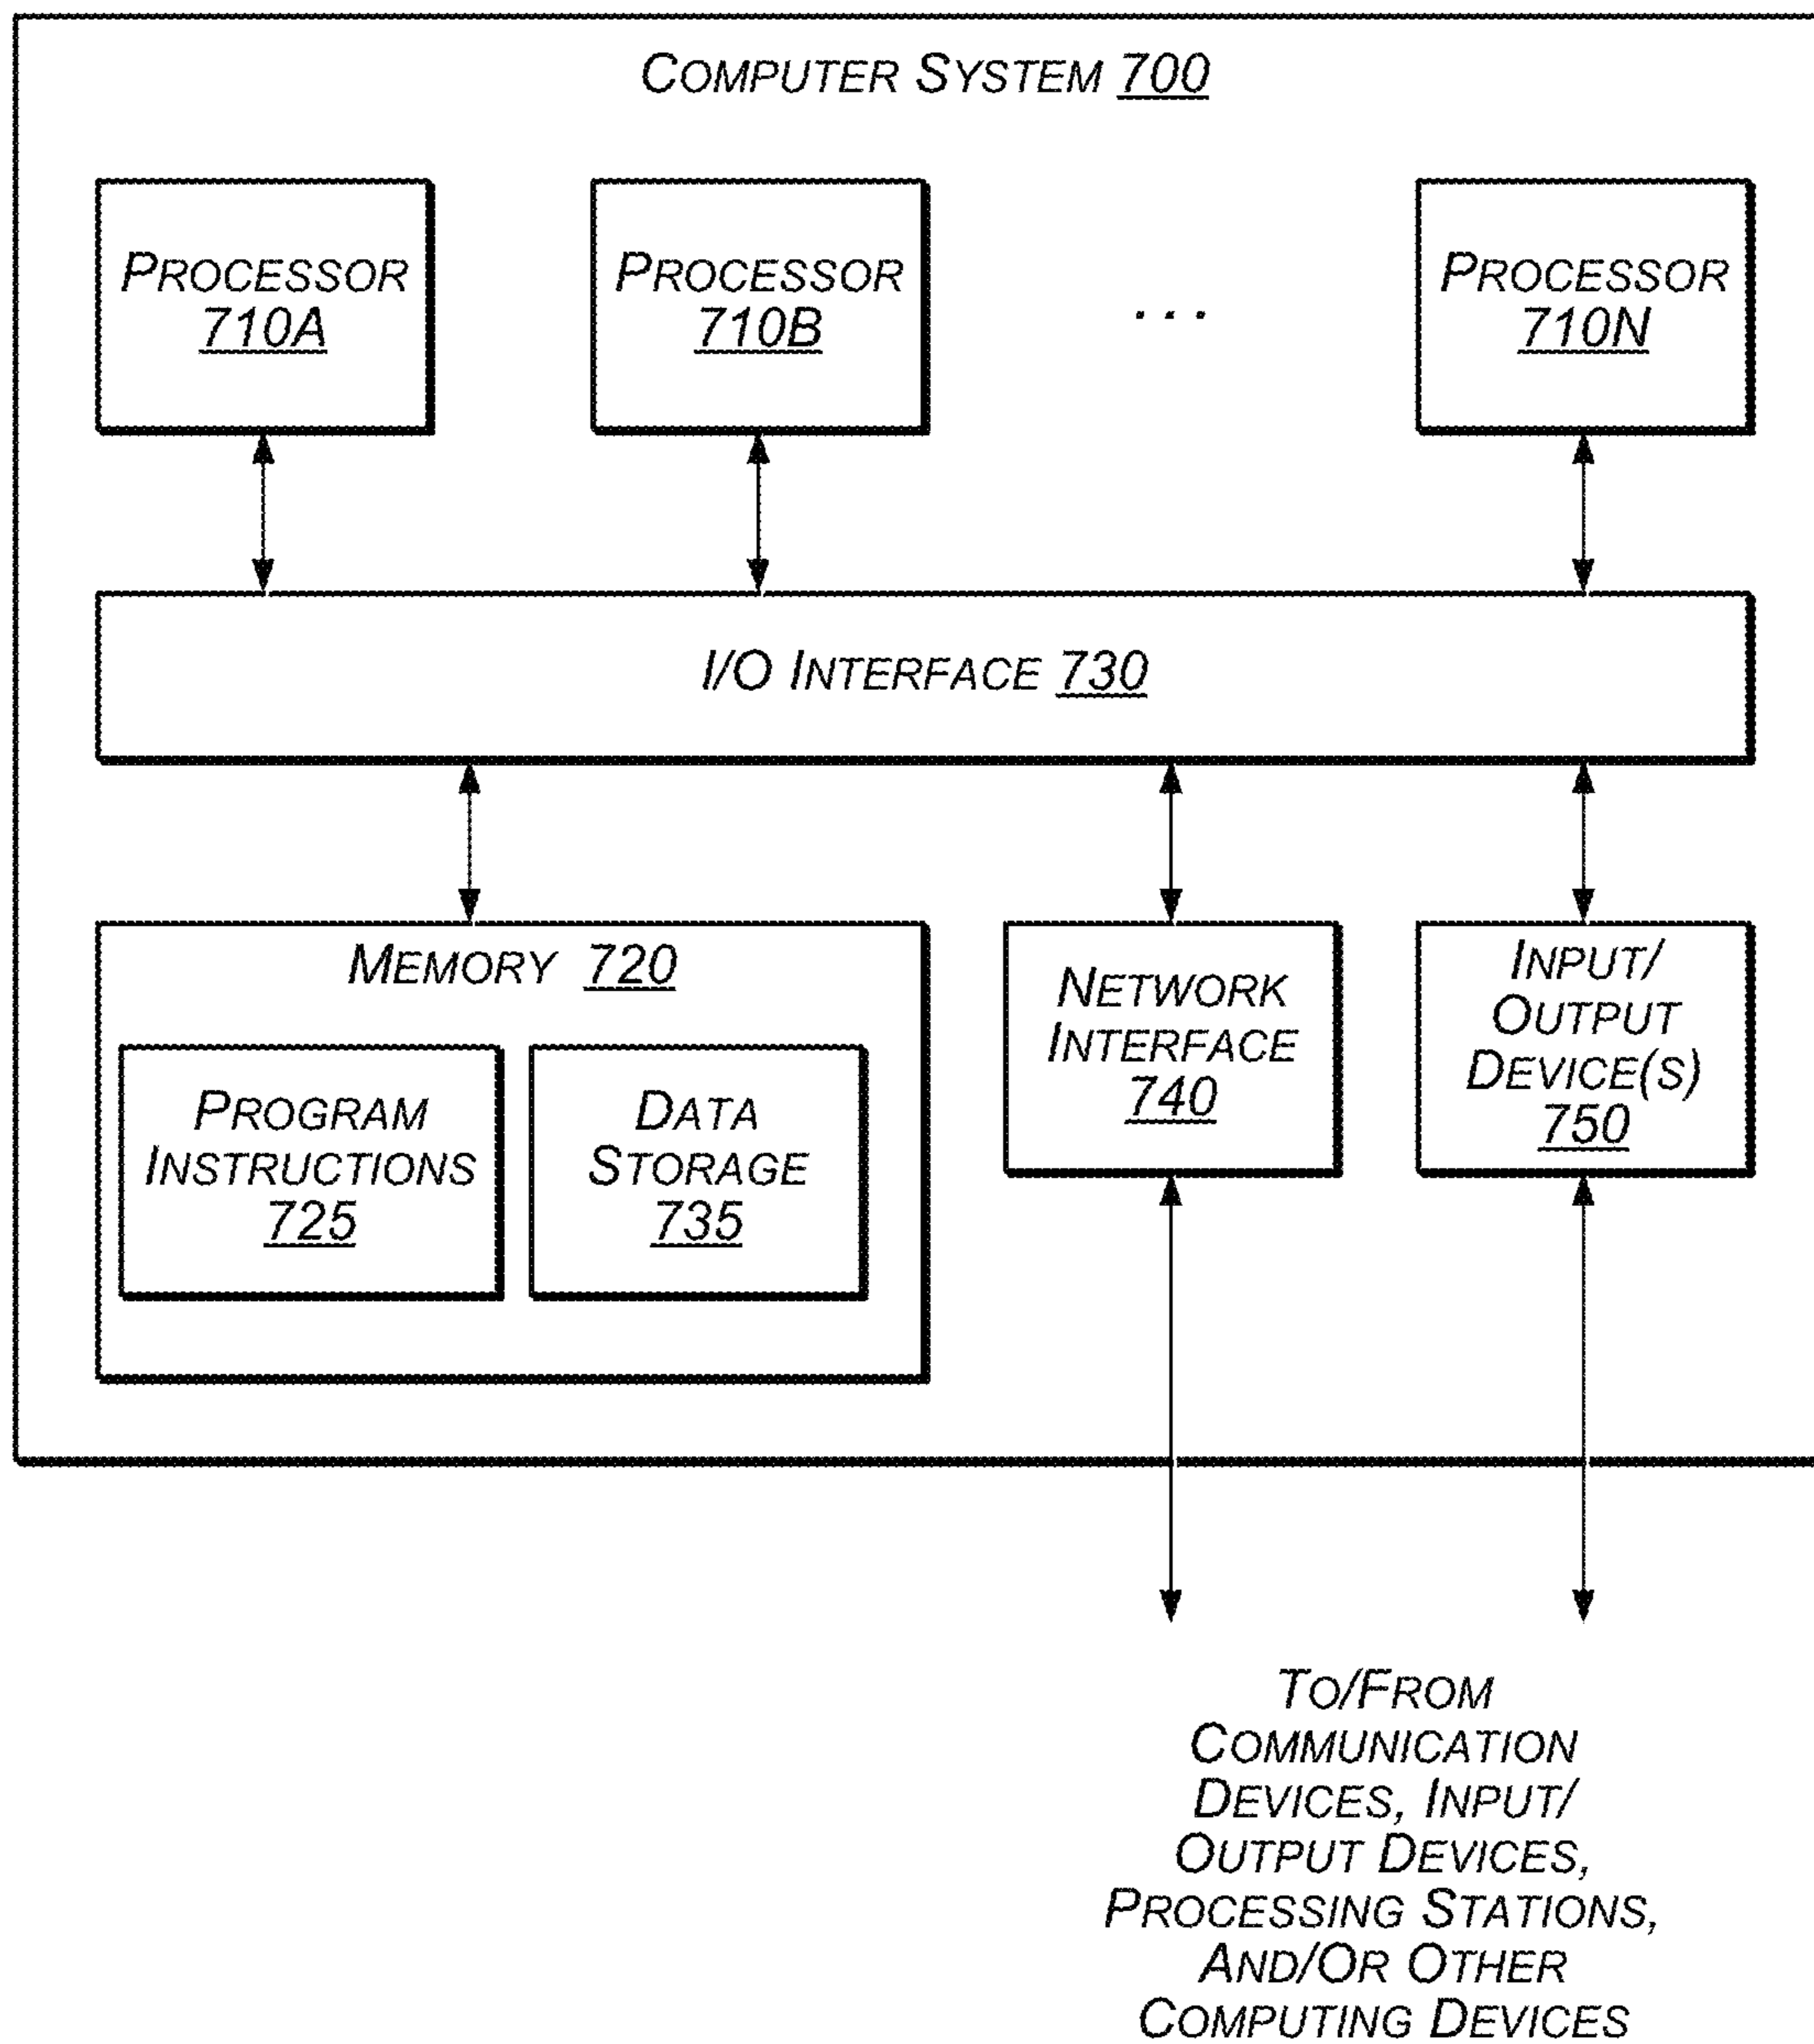 COMPUTER SYSTEM 700
PROCESSOR
710A
PROCESSOR
710B
. . .
PROCESSOR
710N
I/O INTERFACE 730
MEMORY 720
PROGRAM
INSTRUCTIONS
725
DATA
STORAGE
735
NETWORK
INTERFACE
740
INPUT/
OUTPUT
DEVICE(S)
750
TO/FROM
COMMUNICATION
DEVICES, INPUT/
OUTPUT DEVICES,
PROCESSING STATIONS,
AND/OR OTHER
COMPUTING DEVICES